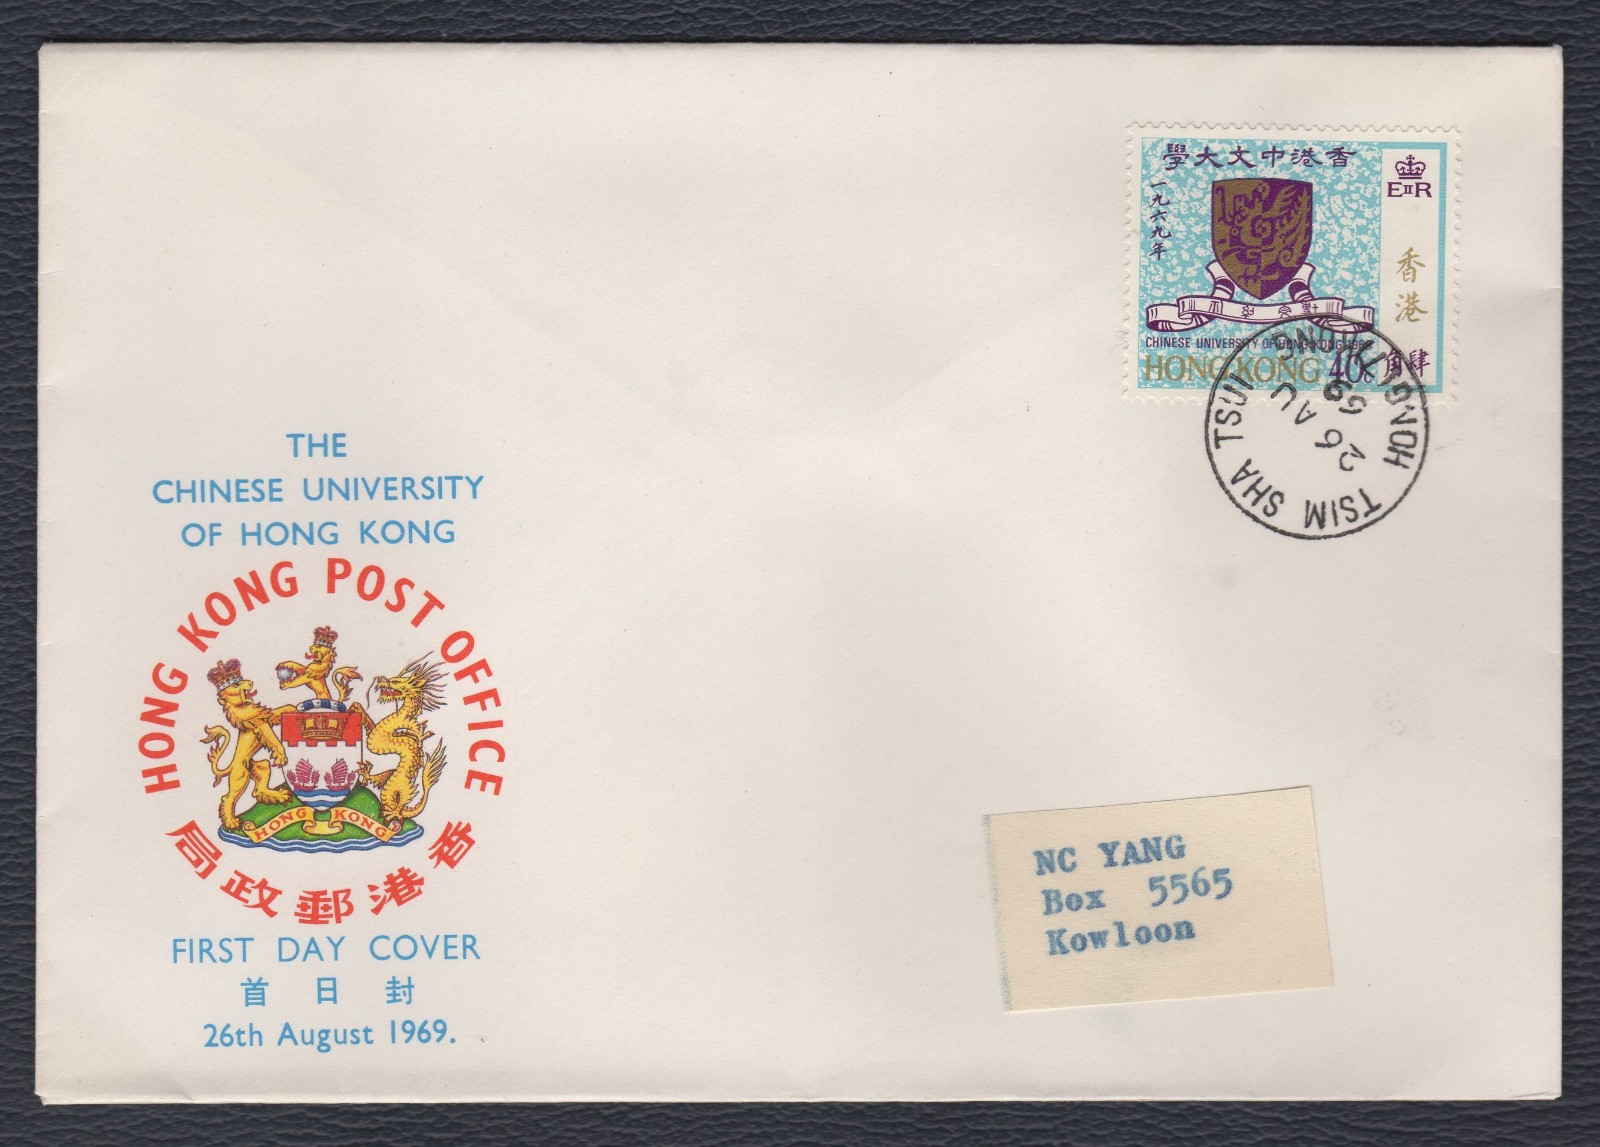 香港中文大學
一九六九年
E II R
香港
CHINESE UNIVERSITY OF HONG KONG 1969
HONG KONG 40c
肆角
TSIM SHA TSUI
HONG KONG
26 AU
69
THE
CHINESE UNIVERSITY
OF HONG KONG
HONG KONG POST OFFICE
HONG KONG
香港郵政局
FIRST DAY COVER
首日封
26th August 1969.
NC YANG
Box 5565
Kowloon